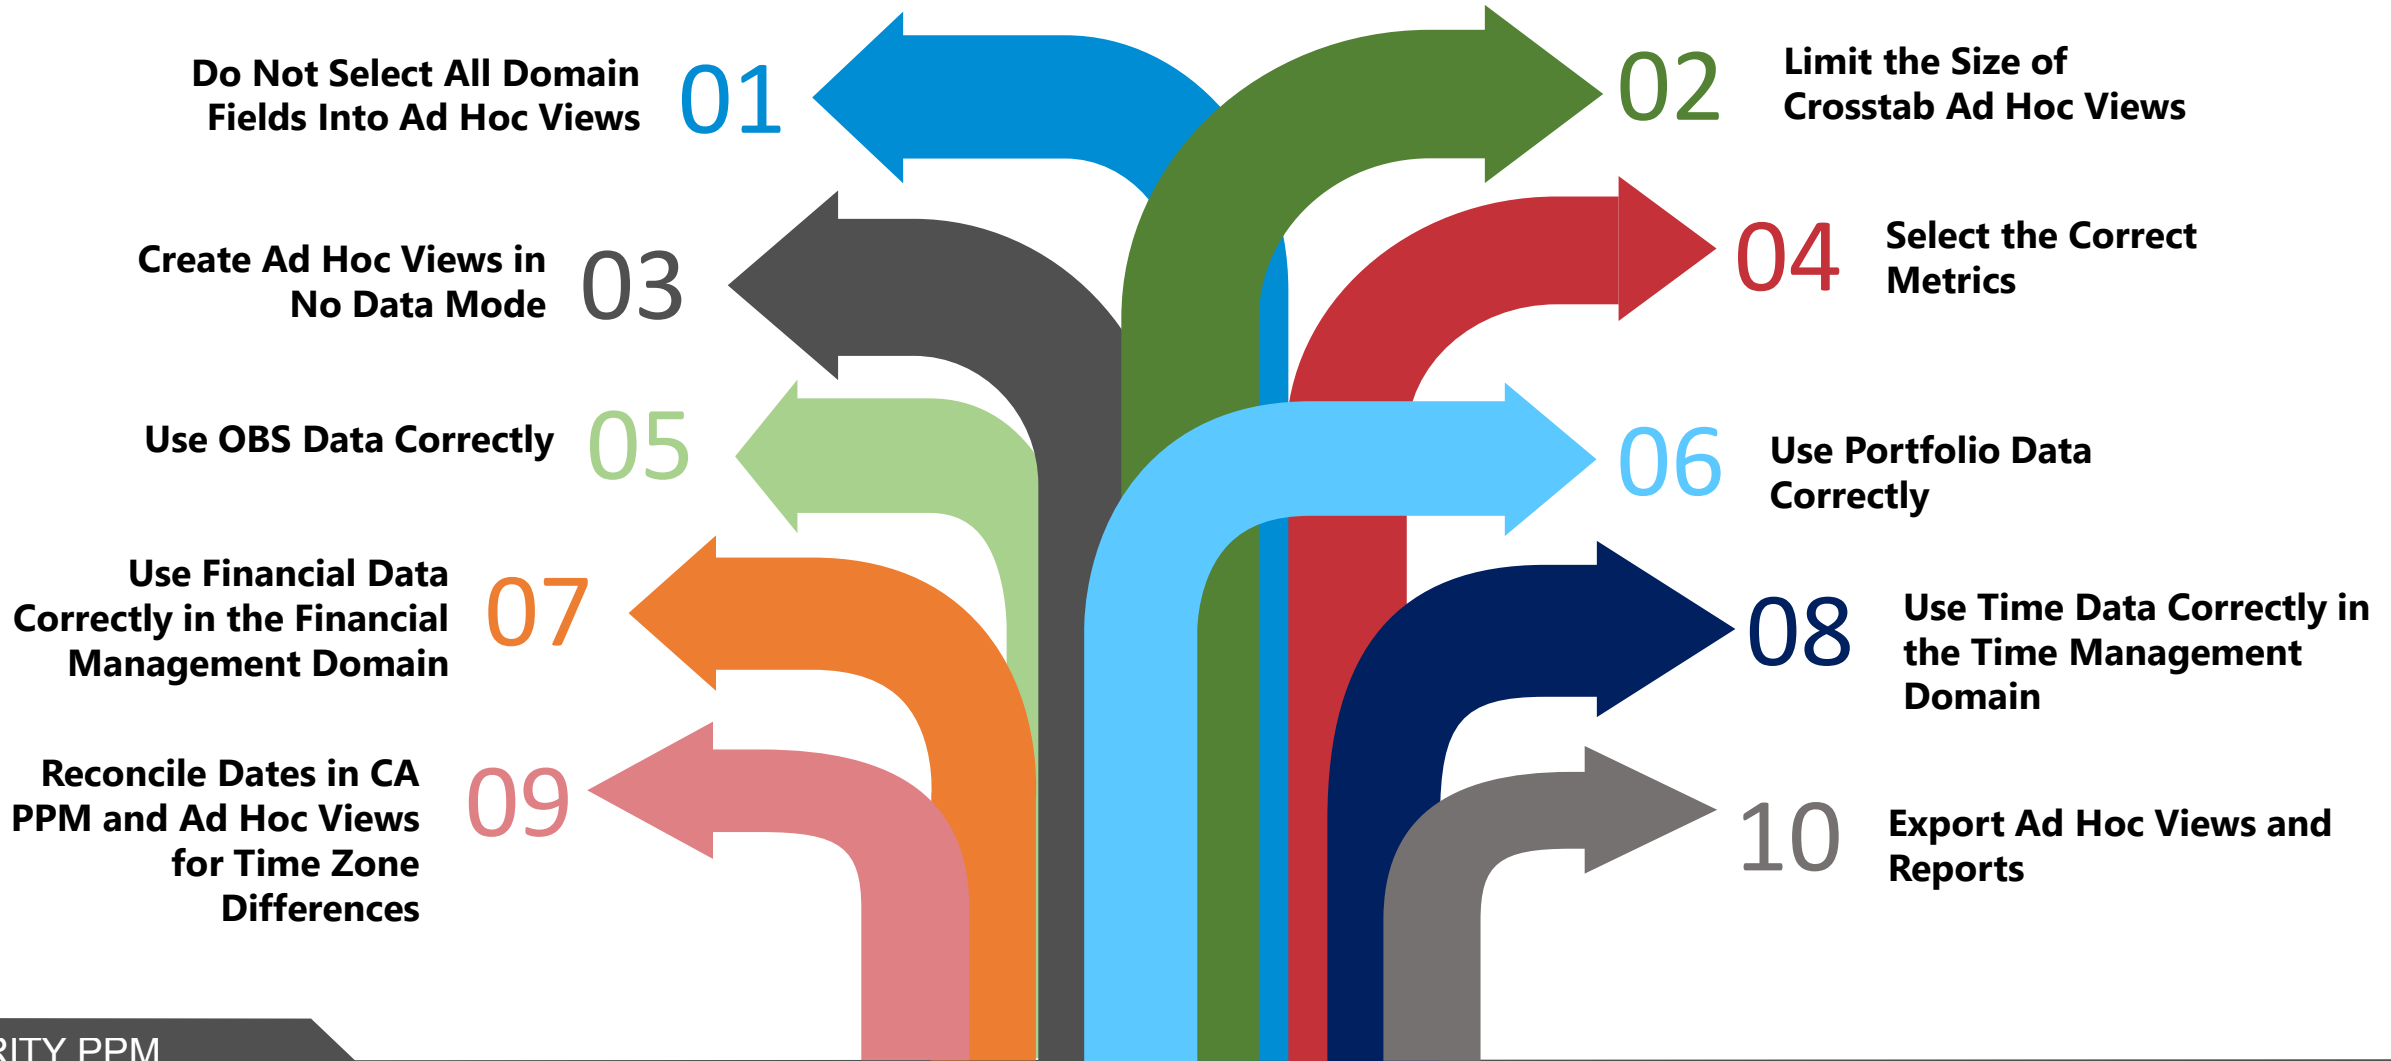 01
Do Not Select All Domain
Fields Into Ad Hoc Views
02
Limit the Size of
Crosstab Ad Hoc Views
03
Create Ad Hoc Views in
No Data Mode
04
Select the Correct
Metrics
05
Use OBS Data Correctly
06
Use Portfolio Data
Correctly
07
Use Financial Data
Correctly in the Financial
Management Domain
08
Use Time Data Correctly in
the Time Management
Domain
09
Reconcile Dates in CA
PPM and Ad Hoc Views
for Time Zone
Differences
10
Export Ad Hoc Views and
Reports
PPM